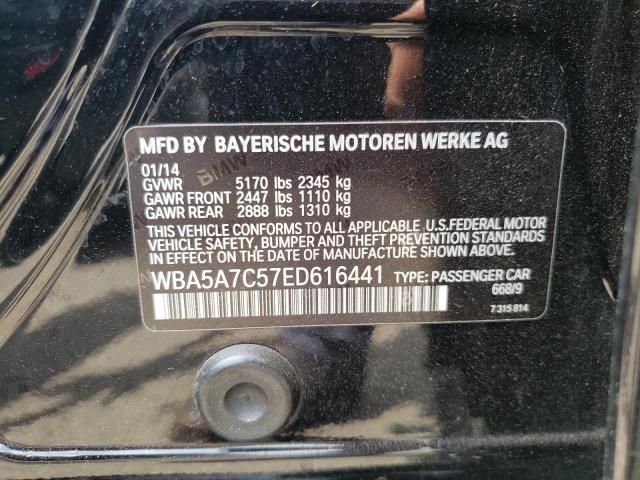 MFD BY BAYERISCHE MOTOREN WERKE AG
01/14
GVWR 5170 lbs 2345 kg
GAWR FRONT 2447 lbs 1110 kg
GAWR REAR 2888 lbs 1310 kg
THIS VEHICLE CONFORMS TO ALL APPLICABLE U.S.FEDERAL MOTOR
VEHICLE SAFETY, BUMPER AND THEFT PREVENTION STANDARDS
IN EFFECT ON THE DATE OF MANUFACTURE SHOWN ABOVE.
WBA5A7C57ED616441 TYPE: PASSENGER CAR
668/9
7 315 814
BMW